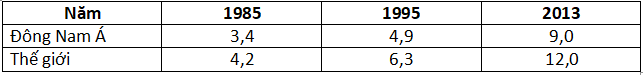 Năm 1985 1995 2013
Đông Nam Á 3,4 4,9 9,0
Thế giới 4,2 6,3 12,0